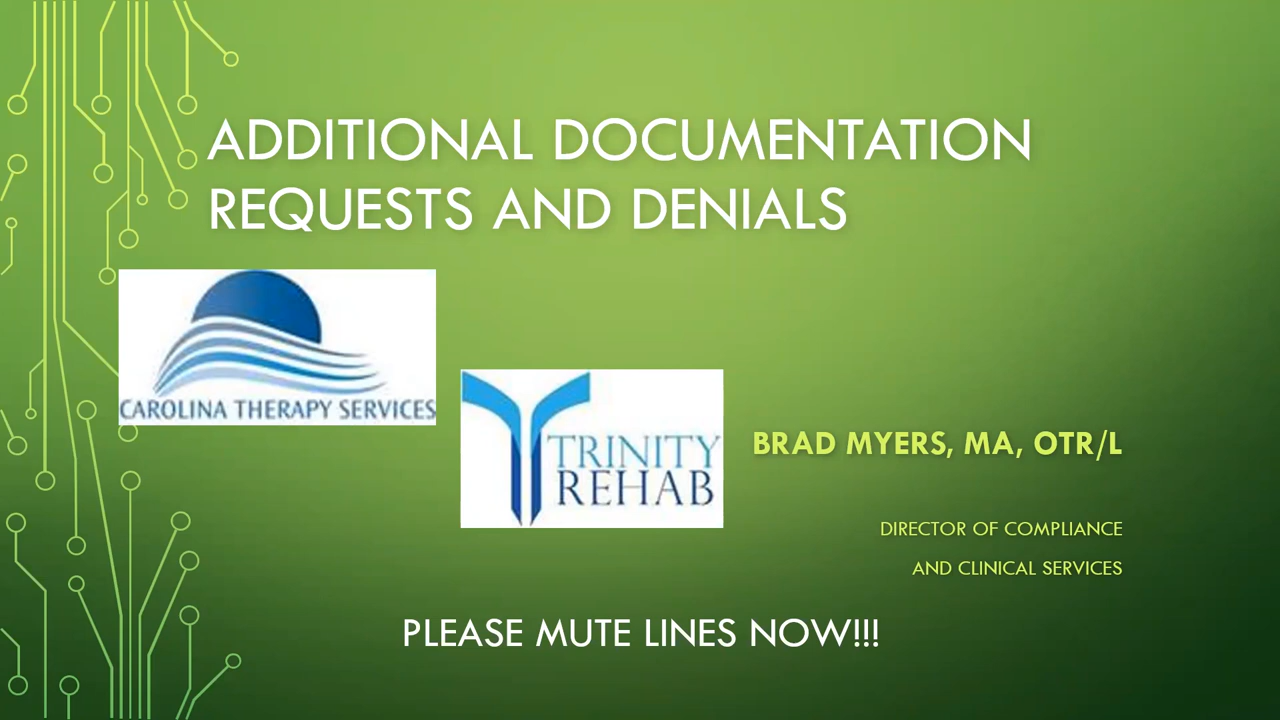 ADDITIONAL DOCUMENTATION
REQUESTS AND DENIALS
CAROLINA THERAPY SERVICES
TRINITY
REHAB
BRAD MYERS, MA, OTR/L
DIRECTOR OF COMPLIANCE
AND CLINICAL SERVICES
PLEASE MUTE LINES NOW!!!